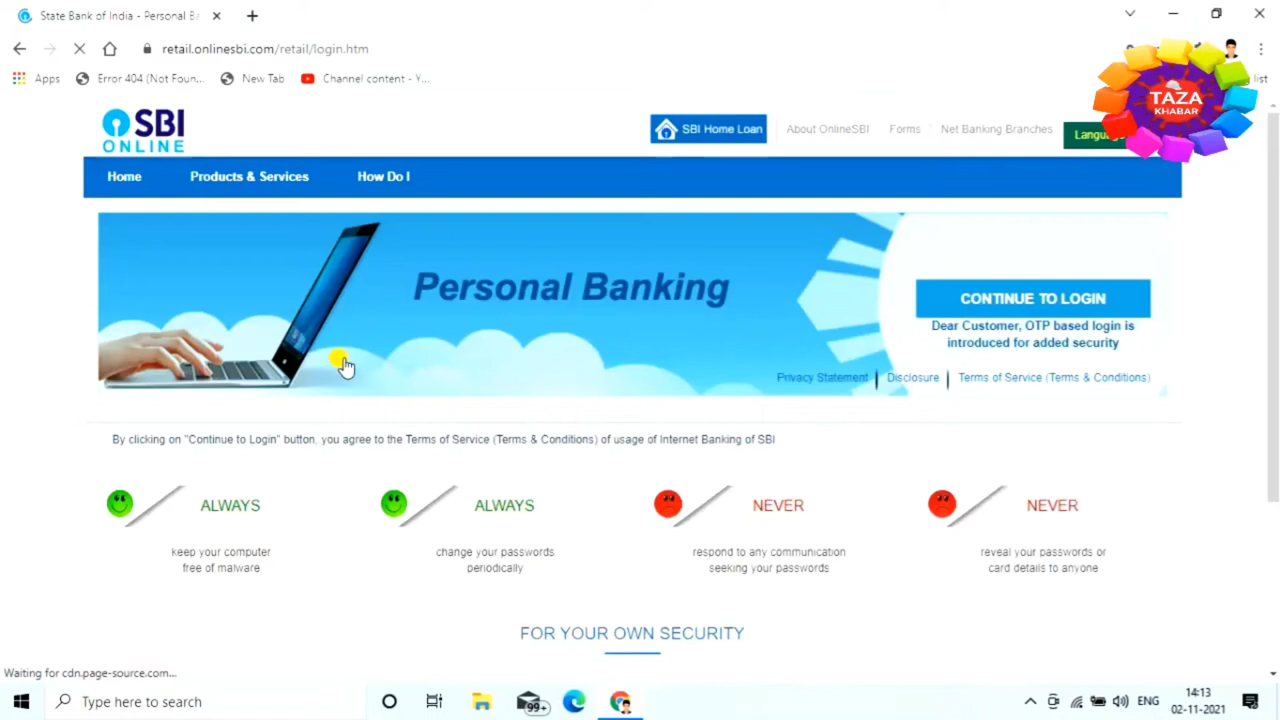 State Bank of India - Personal B
retail.onlinesbi.com/retail/login.htm
Apps
Error 404 (Not Foun...
New Tab
Channel content - Y...
list
TAZA
KHABAR
SBI
ONLINE
SBI Home Loan
About OnlineSBI
Forms
Net Banking Branches
Home
Products & Services
How Do I
Personal Banking
CONTINUE TO LOGIN
Dear Customer, OTP based login is
introduced for added security
Privacy Statement
Disclosure
Terms of Service (Terms & Conditions)
By clicking on "Continue to Login" button, you agree to the Terms of Service (Terms & Conditions) of usage of Internet Banking of SBI
ALWAYS
ALWAYS
NEVER
NEVER
keep your computer
free of malware
change your passwords
periodically
respond to any communication
seeking your passwords
reveal your passwords or
card details to anyone
FOR YOUR OWN SECURITY
Waiting for cdn.page-source.com...
Type here to search
99+
ENG
14:13
02-11-2021